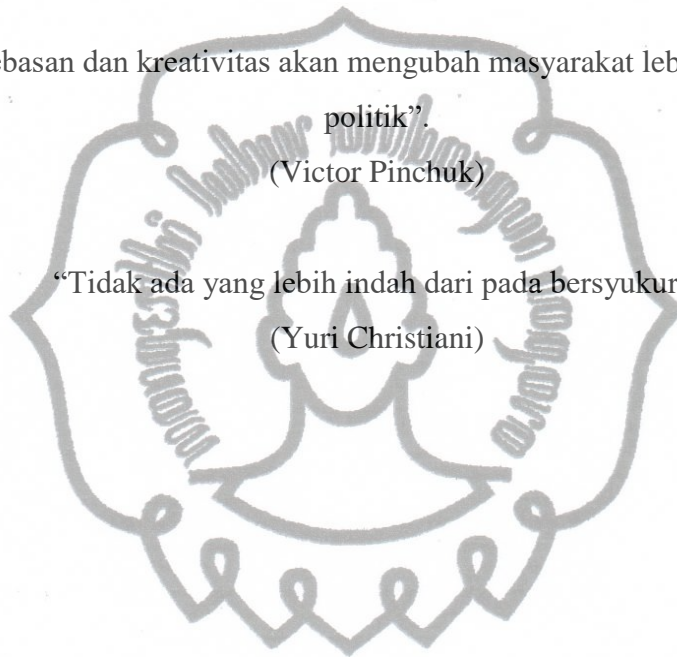 ebasan dan kreativitas akan mengubah masyarakat leb
politik”.
(Victor Pinchuk)
“Tidak ada yang lebih indah dari pada bersyukur
(Yuri Christiani)